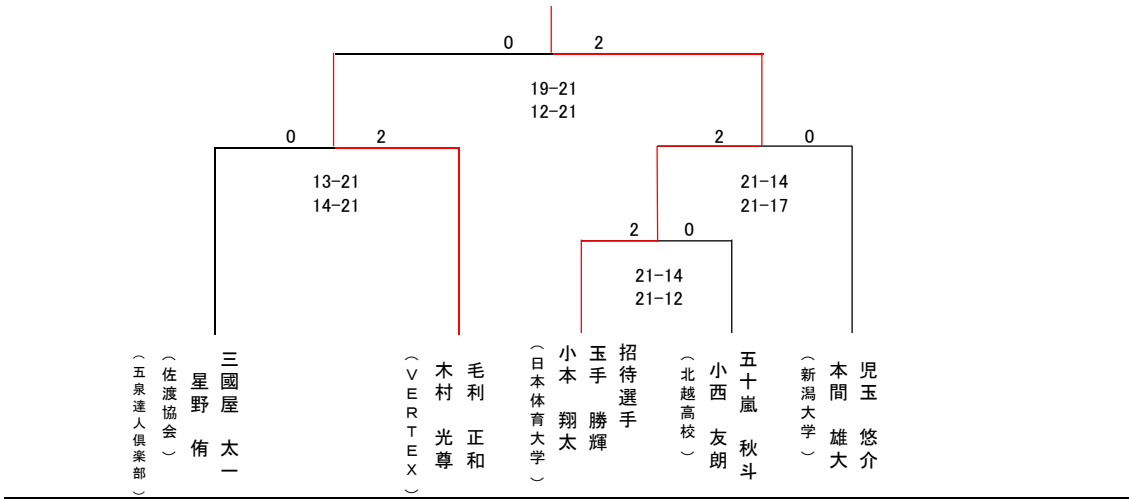 0 2
19-21
12-21
0 2
2 0
13-21
14-21
21-14
21-17
2 0
21-14
21-12
三國屋 太一
星野 侑
（佐渡協会）
（五泉達人倶楽部）
毛利 正和
木村 光尊
（VERTEX）
招待選手
玉手 勝輝
小本 翔太
（日本体育大学）
五十嵐 秋斗
小西 友朗
（北越高校）
児玉 悠介
本間 雄大
（新潟大学）